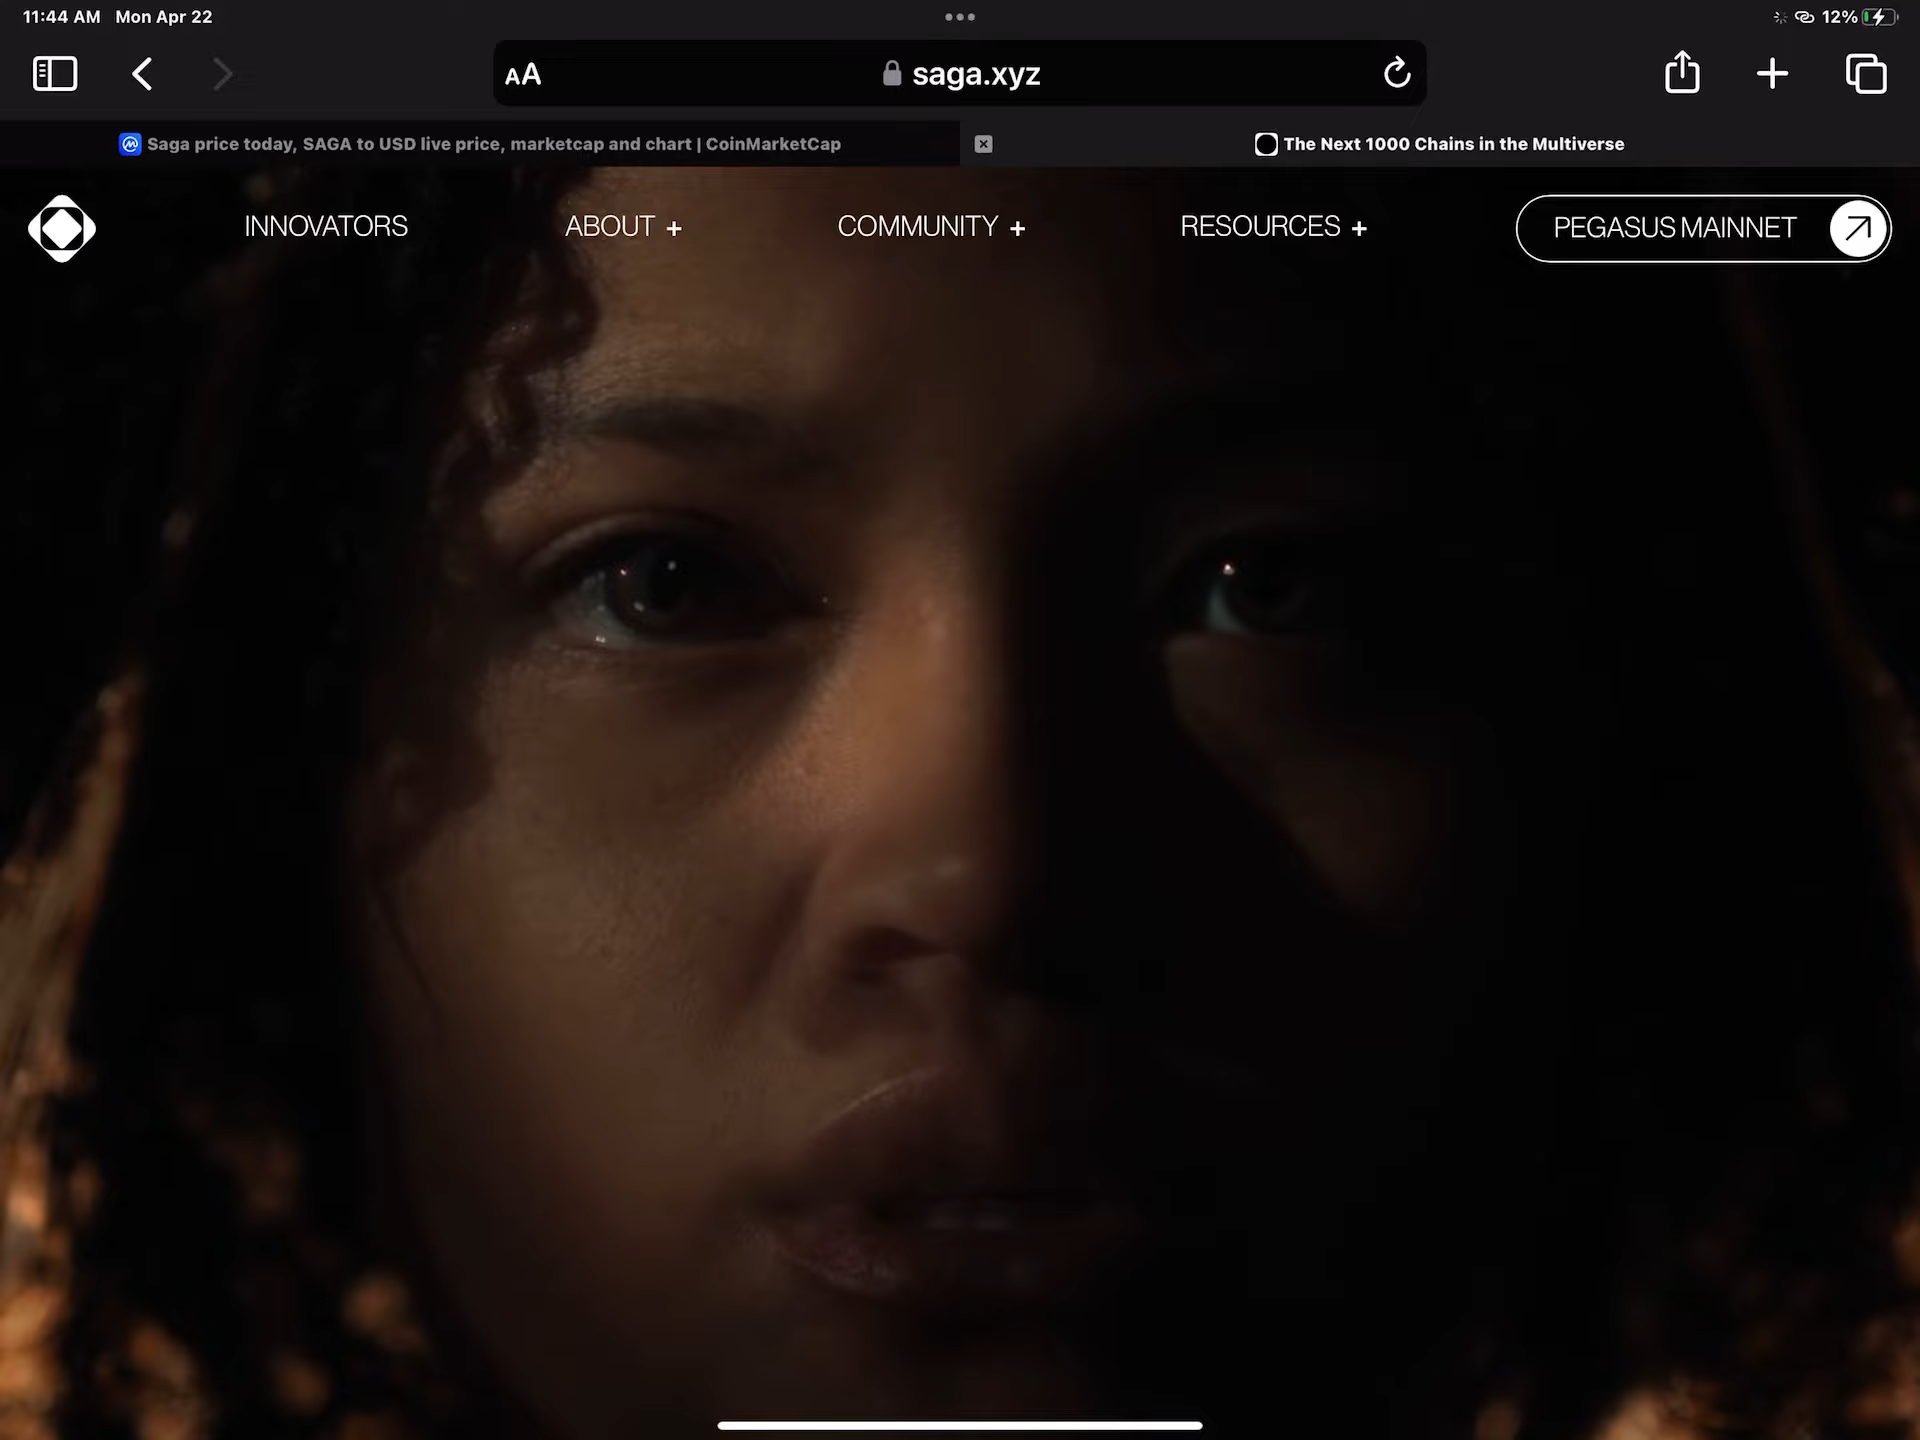 11:44 AM Mon Apr 22
12%
AA
saga.xyz
Saga price today, SAGA to USD live price, marketcap and chart | CoinMarketCap
The Next 1000 Chains in the Multiverse
INNOVATORS
ABOUT +
COMMUNITY +
RESOURCES +
PEGASUS MAINNET